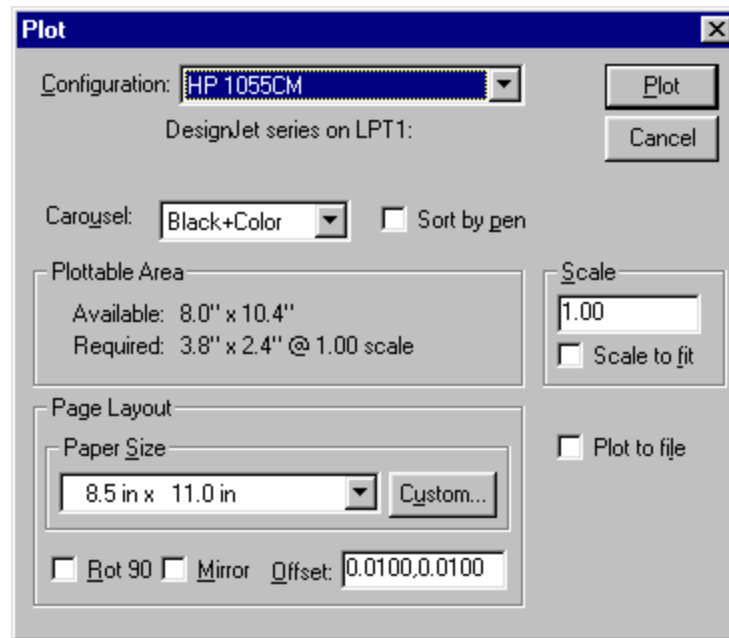 Plot
Configuration: HP 1055CM Plot
DesignJet series on LPT1: Cancel
Carousel: Black+Color Sort by pen
Plottable Area Scale
Available: 8.0" x 10.4" 1.00
Required: 3.8" x 2.4" @ 1.00 scale Scale to fit
Page Layout
Paper Size Plot to file
8.5 in x 11.0 in Custom...
Rot 90 Mirror Offset: 0.0100,0.0100